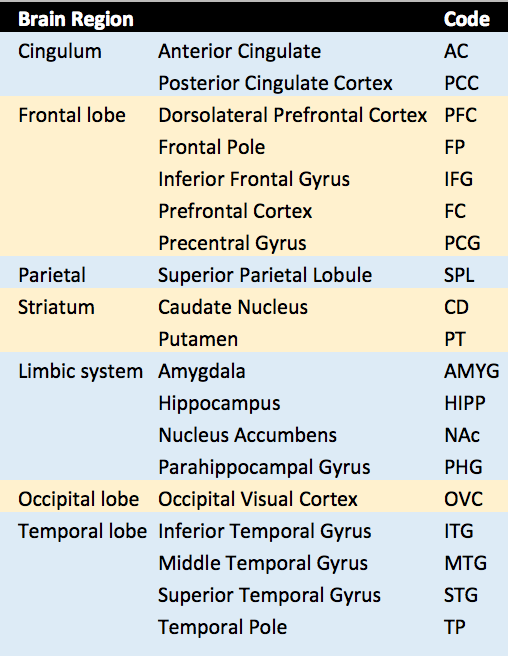 Brain Region Code
Cingulum Anterior Cingulate AC
Posterior Cingulate Cortex PCC
Frontal lobe Dorsolateral Prefrontal Cortex PFC
Frontal Pole FP
Inferior Frontal Gyrus IFG
Prefrontal Cortex FC
Precentral Gyrus PCG
Parietal Superior Parietal Lobule SPL
Striatum Caudate Nucleus CD
Putamen PT
Limbic system Amygdala AMYG
Hippocampus HIPP
Nucleus Accumbens NAc
Parahippocampal Gyrus PHG
Occipital lobe Occipital Visual Cortex OVC
Temporal lobe Inferior Temporal Gyrus ITG
Middle Temporal Gyrus MTG
Superior Temporal Gyrus STG
Temporal Pole TP